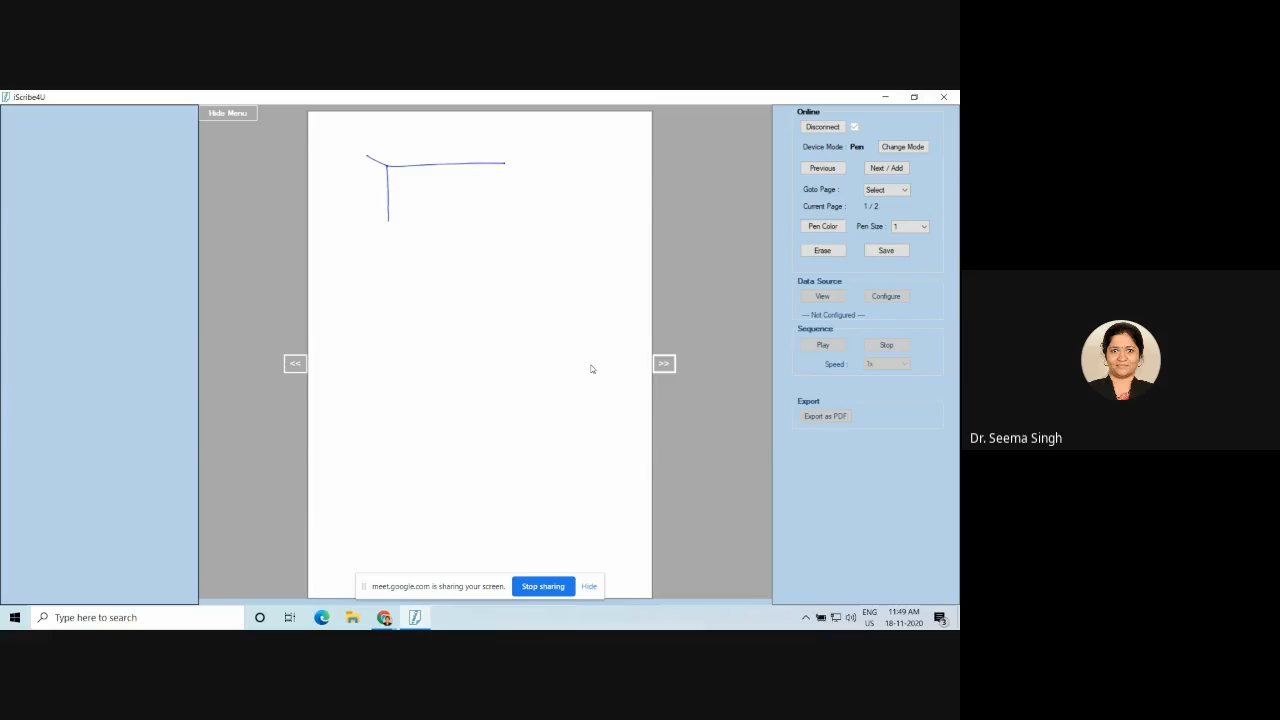 iScribe4U
Hide Menu
Online
Disconnect
Device Mode : Pen Change Mode
Previous Next / Add
Goto Page : Select
Current Page : 1 / 2
Pen Color Pen Size : 1
Erase Save
Data Source
View Configure
--- Not Configured ---
Sequence
Play Stop
Speed : 1x
Export
Export as PDF
<< >>
Dr. Seema Singh
meet.google.com is sharing your screen. Stop sharing Hide
Type here to search
ENG
US
11:49 AM
18-11-2020
3